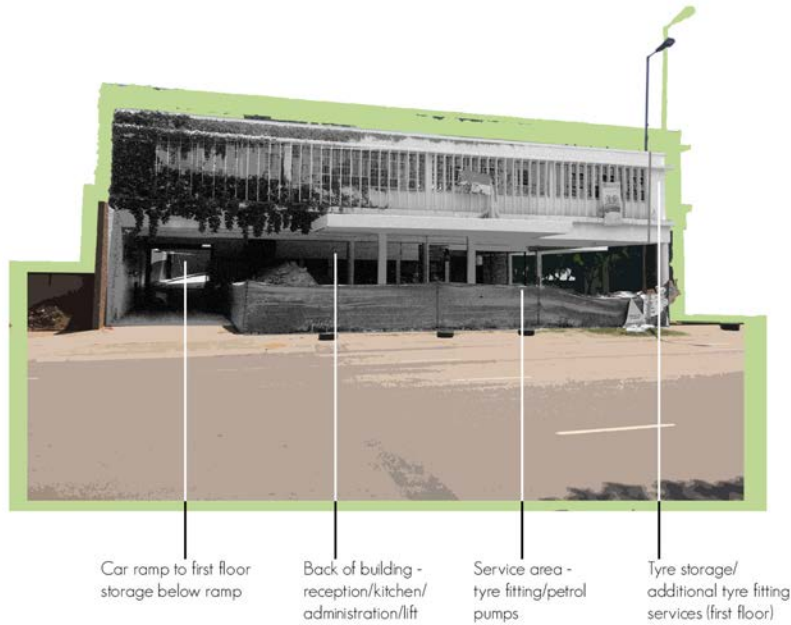 Car ramp to first floor
storage below ramp
Back of building -
reception/kitchen/
administration/lift
Service area -
tyre fitting/petrol
pumps
Tyre storage/
additional tyre fitting
services (first floor)